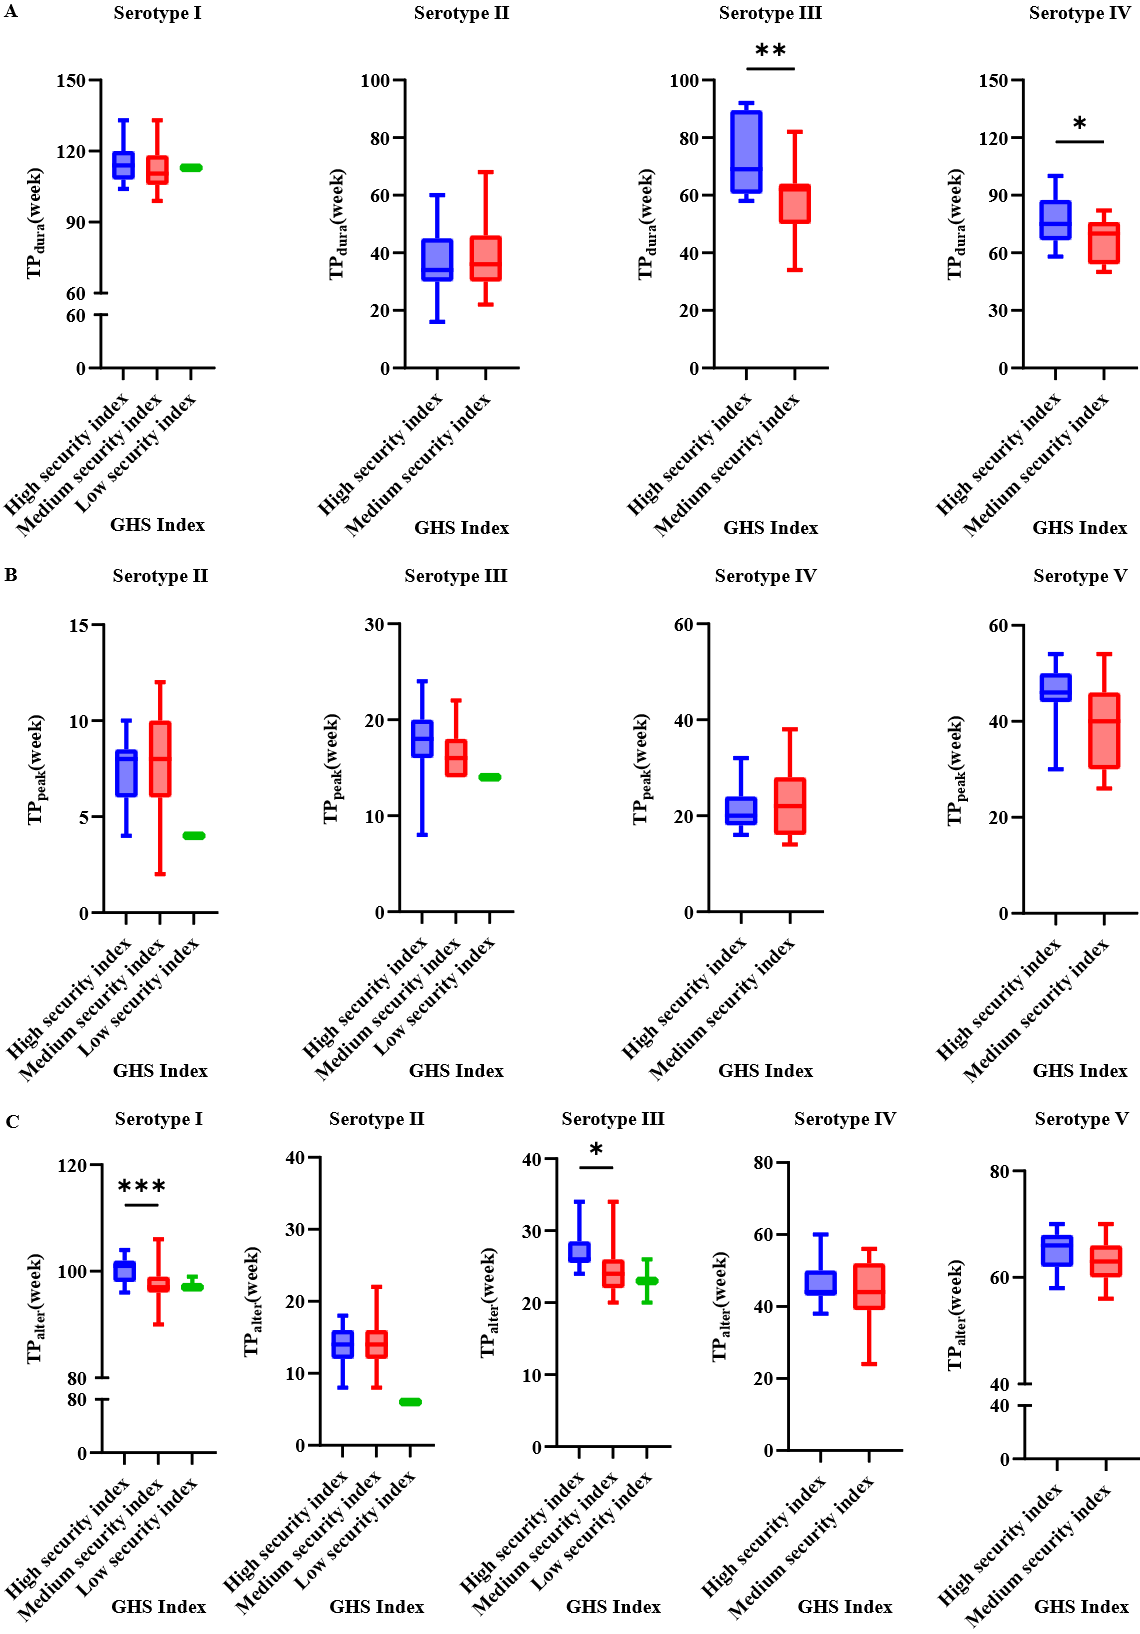 A
Serotype I
Serotype II
Serotype III
Serotype IV
TPdura(week)
150
120
90
60
60
0
High security index
Medium security index
Low security index
GHS Index
TPdura(week)
100
80
60
40
20
0
High security index
Medium security index
GHS Index
**
TPdura(week)
100
80
60
40
20
0
High security index
Medium security index
GHS Index
*
TPdura(week)
150
120
90
60
30
0
High security index
Medium security index
GHS Index
B
Serotype II
Serotype III
Serotype IV
Serotype V
TPpeak(week)
15
10
5
0
High security index
Medium security index
Low security index
GHS Index
TPpeak(week)
30
20
10
0
High security index
Medium security index
Low security index
GHS Index
TPpeak(week)
60
40
20
0
High security index
Medium security index
GHS Index
TPpeak(week)
60
40
20
0
High security index
Medium security index
GHS Index
C
Serotype I
Serotype II
Serotype III
Serotype IV
Serotype V
***
TPalter(week)
120
100
80
80
0
High security index
Medium security index
Low security index
GHS Index
TPalter(week)
40
30
20
10
0
High security index
Medium security index
Low security index
GHS Index
*
TPalter(week)
40
30
20
10
0
High security index
Medium security index
Low security index
GHS Index
TPalter(week)
80
60
40
20
0
High security index
Medium security index
GHS Index
TPalter(week)
80
60
40
40
0
High security index
Medium security index
GHS Index